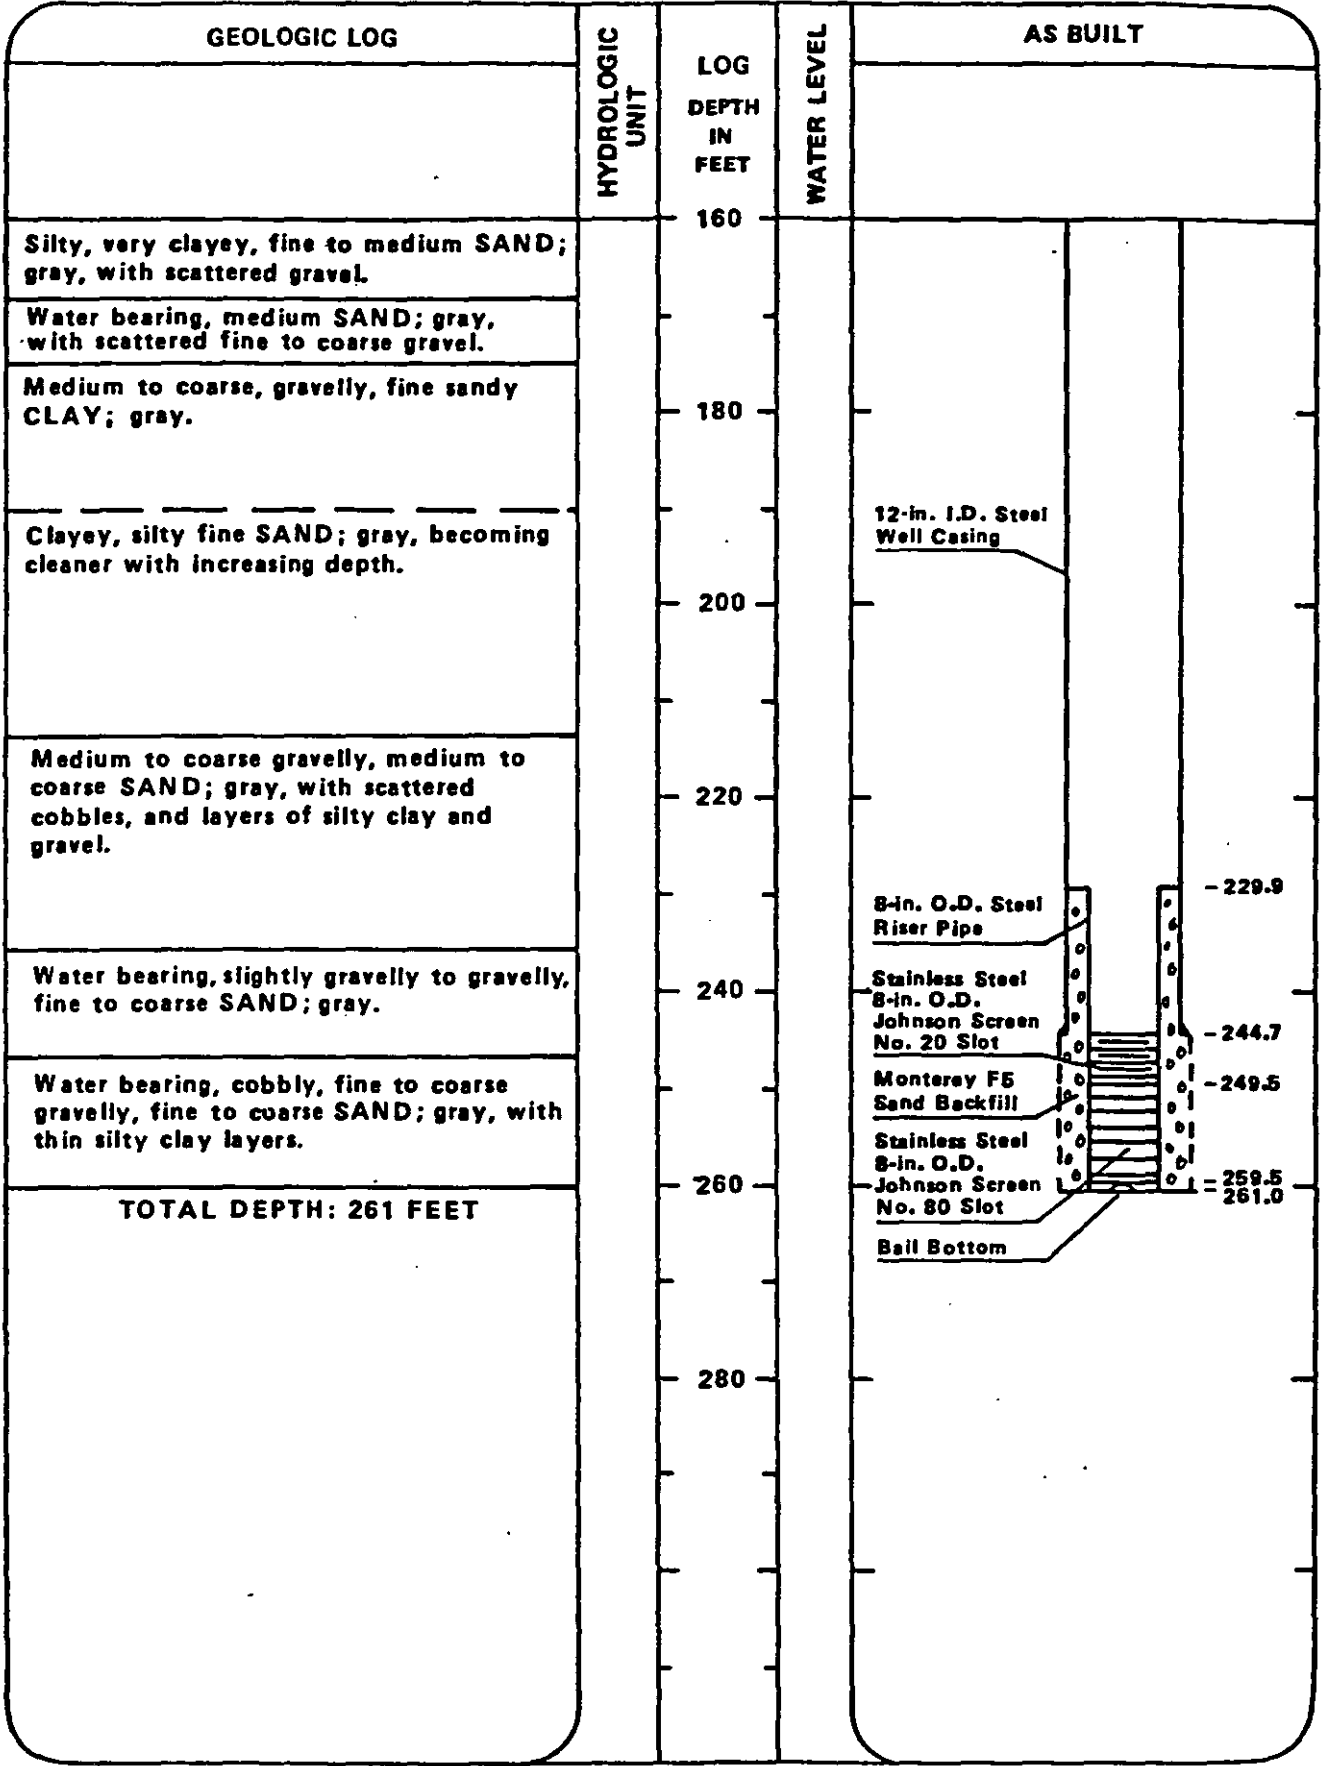 GEOLOGIC LOG
HYDROLOGIC
UNIT
LOG
DEPTH
IN
FEET
WATER LEVEL
AS BUILT
160
Silty, very clayey, fine to medium SAND;
gray, with scattered gravel.
Water bearing, medium SAND; gray,
with scattered fine to coarse gravel.
Medium to coarse, gravelly, fine sandy
CLAY; gray.
Clayey, silty fine SAND; gray, becoming
cleaner with increasing depth.
Medium to coarse gravelly, medium to
coarse SAND; gray, with scattered
cobbles, and layers of silty clay and
gravel.
Water bearing, slightly gravelly to gravelly,
fine to coarse SAND; gray.
Water bearing, cobbly, fine to coarse
gravelly, fine to coarse SAND; gray, with
thin silty clay layers.
TOTAL DEPTH: 261 FEET
180
200
220
240
260
280
12-in. I.D. Steel
Well Casing
8-in. O.D. Steel
Riser Pipe
Stainless Steel
8-in. O.D.
Johnson Screen
No. 20 Slot
Monterey F5
Sand Backfill
Stainless Steel
8-in. O.D.
Johnson Screen
No. 80 Slot
Bail Bottom
-229.9
-244.7
-249.5
-259.5
-261.0